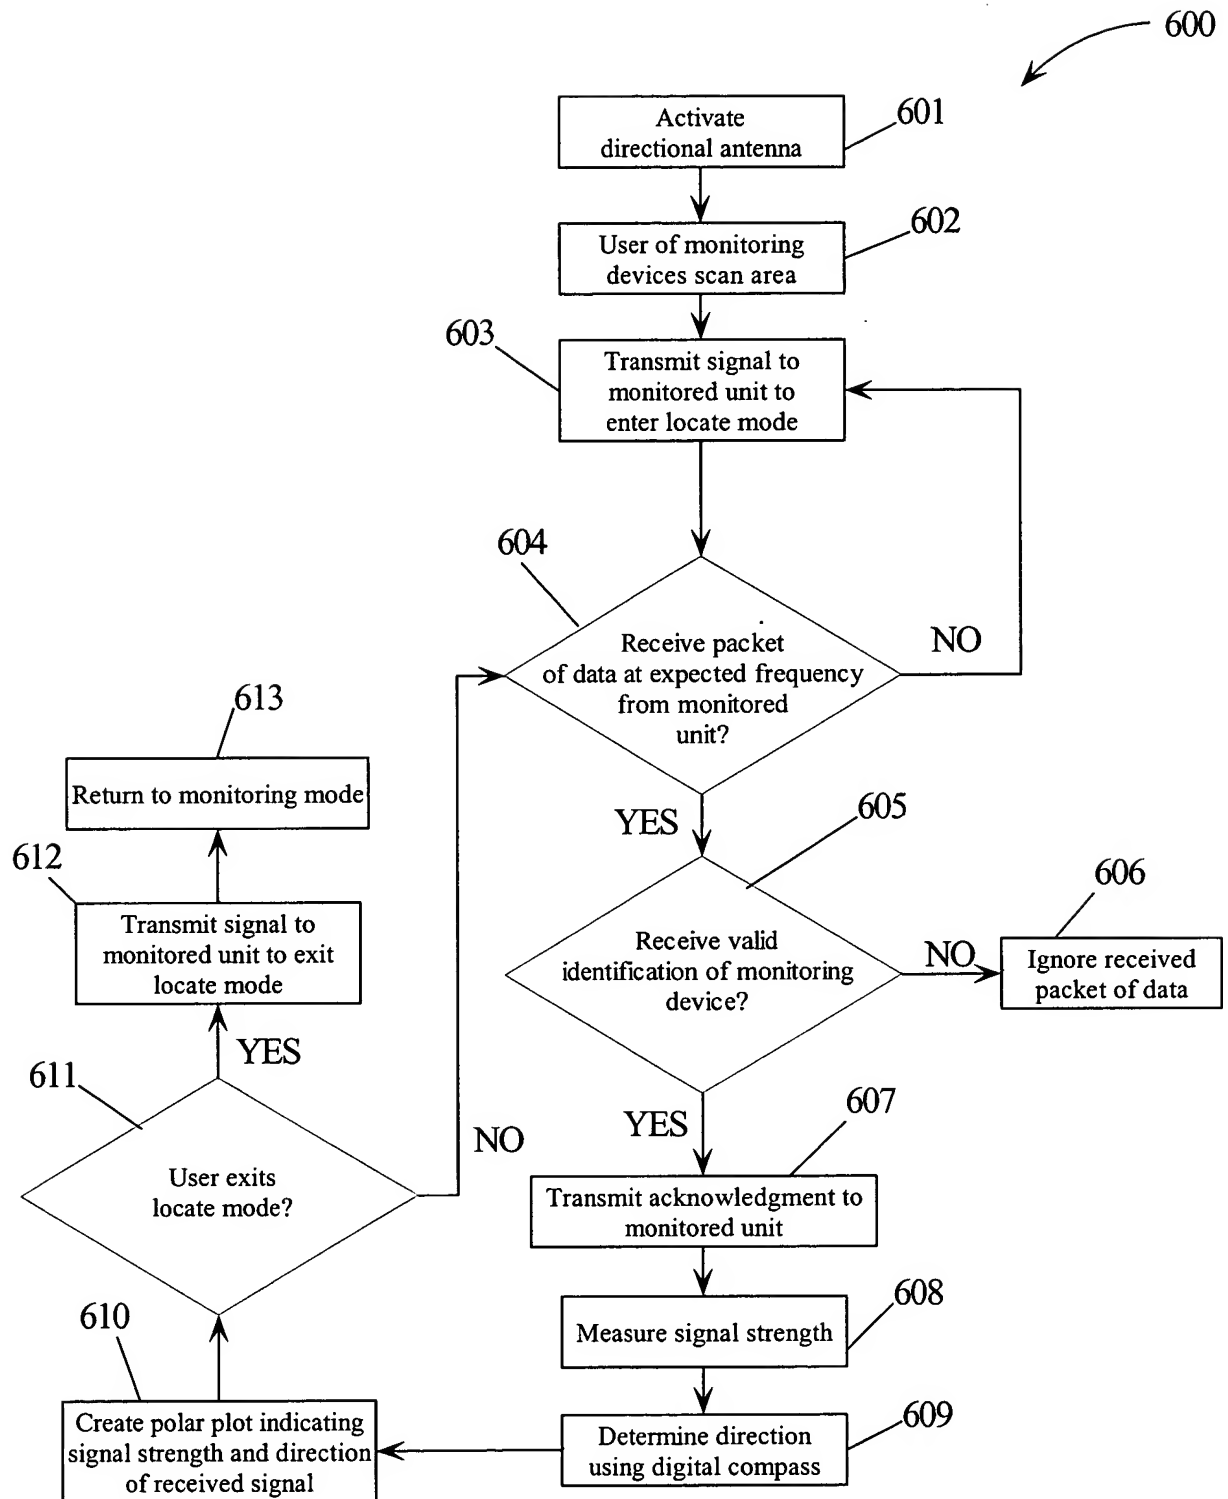 600
Activate
directional antenna
601
User of monitoring
devices scan area
602
603
Transmit signal to
monitored unit to
enter locate mode
604
Receive packet
of data at expected frequency
from monitored
unit?
NO
YES
605
Receive valid
identification of monitoring
device?
NO
606
Ignore received
packet of data
YES
607
Transmit acknowledgment to
monitored unit
608
Measure signal strength
609
Determine direction
using digital compass
610
Create polar plot indicating
signal strength and direction
of received signal
611
User exits
locate mode?
NO
YES
612
Transmit signal to
monitored unit to exit
locate mode
613
Return to monitoring mode